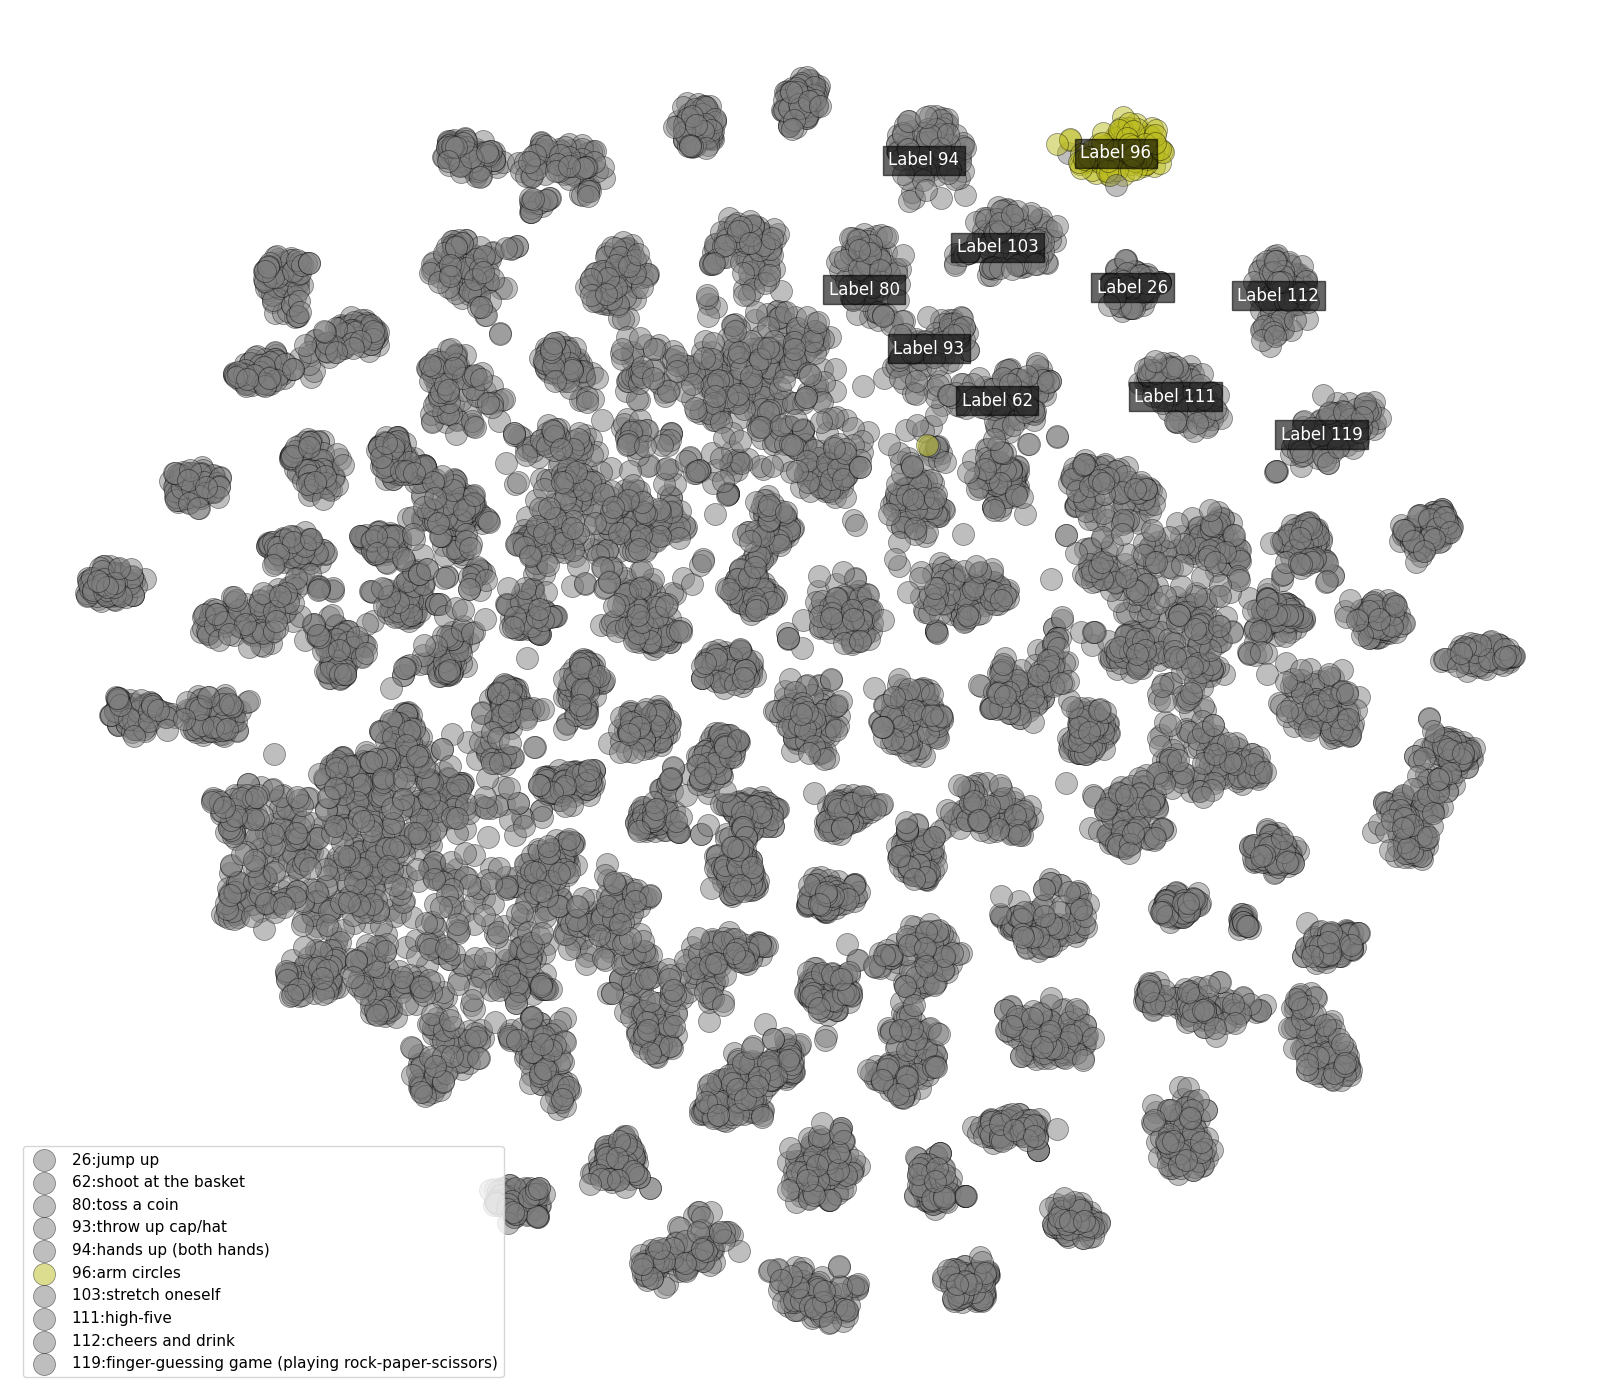 Label 94
Label 96
Label 103
Label 80
Label 26
Label 112
Label 93
Label 62
Label 111
Label 119
26:jump up
62:shoot at the basket
80:toss a coin
93:throw up cap/hat
94:hands up (both hands)
96:arm circles
103:stretch oneself
111:high-five
112:cheers and drink
119:finger-guessing game (playing rock-paper-scissors)